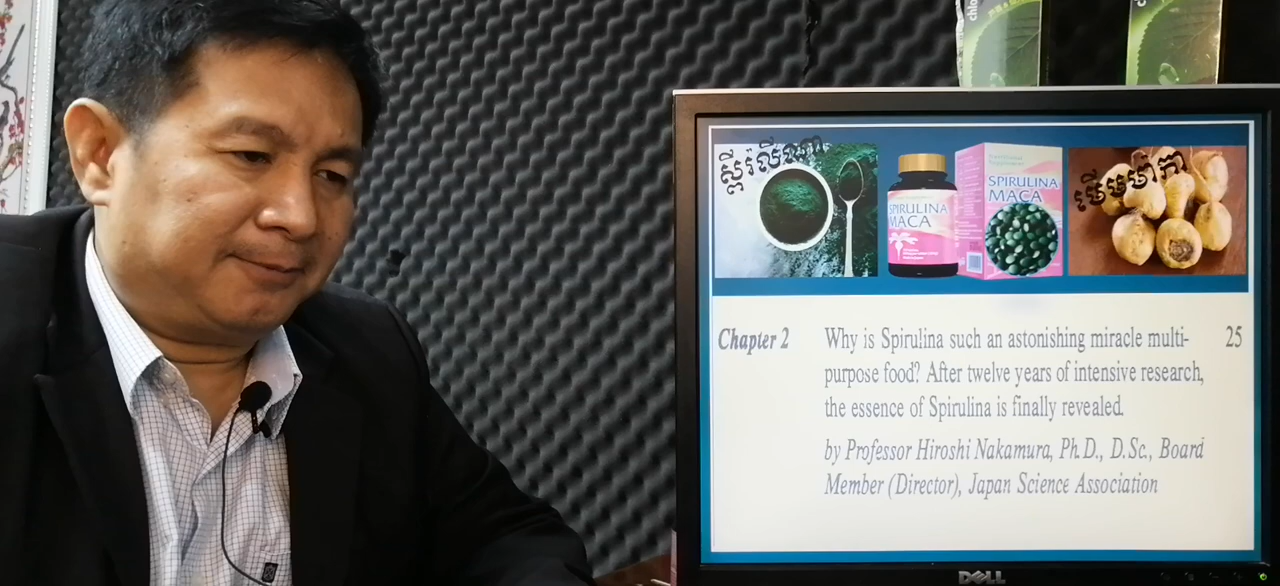 ស្ពីរូលីណា
SPIRULINA
MACA
SPIRULINA
MACA
មើមម៉ាកា
Chapter 2 Why is Spirulina such an astonishing miracle multi- 25
purpose food? After twelve years of intensive research,
the essence of Spirulina is finally revealed.
by Professor Hiroshi Nakamura, Ph.D., D.Sc., Board
Member (Director), Japan Science Association
DELL